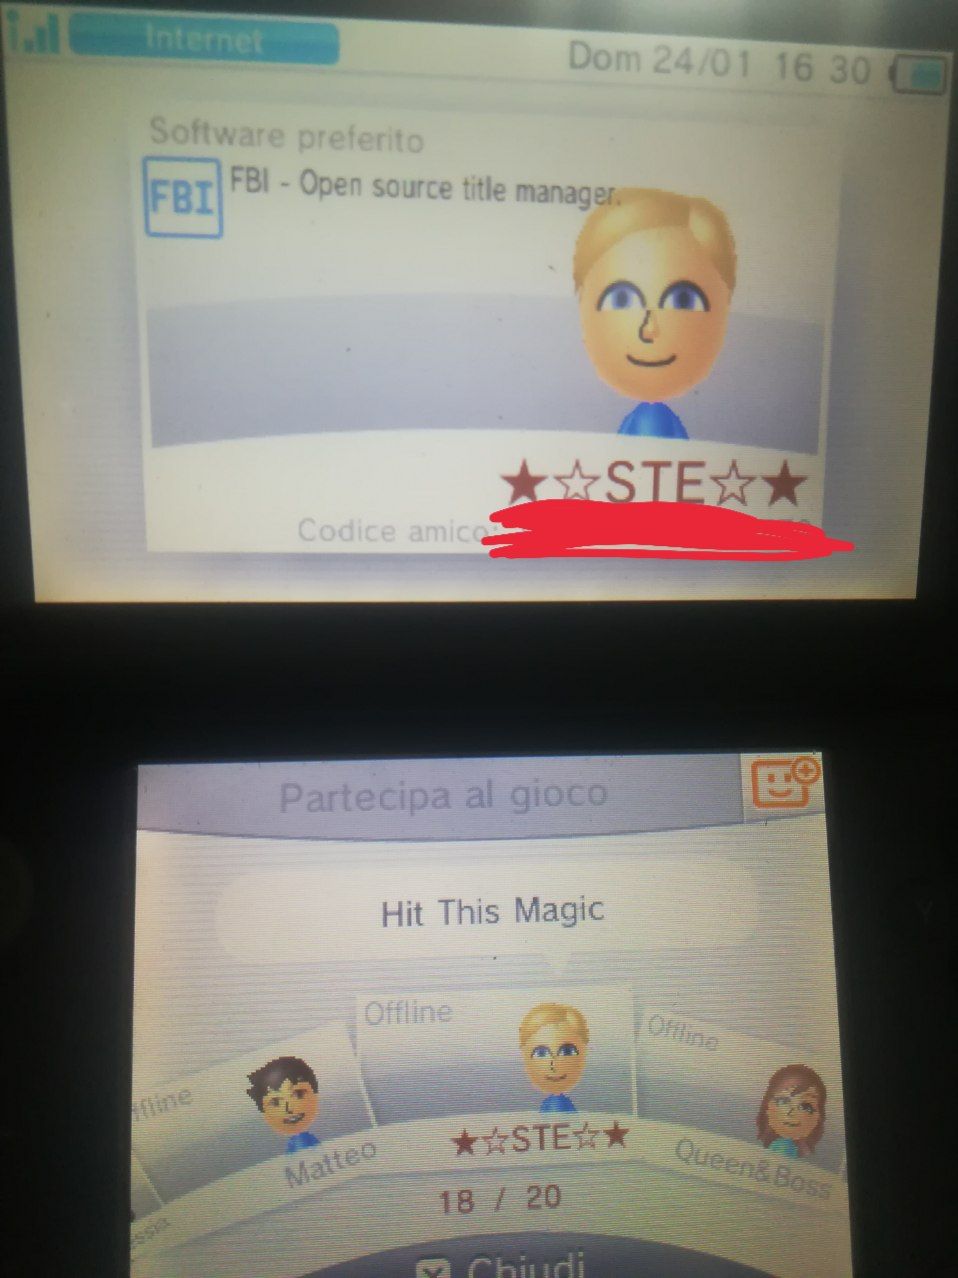 Internet
Dom 24/01 16 30
Software preferito
FBI
FBI - Open source title manager.
★☆STE☆★
Codice amico:
Partecipa al gioco
Hit This Magic
Offline
Offline
ffline
Matteo
★☆STE☆★
Queen&Boss
18 / 20
Chiudi